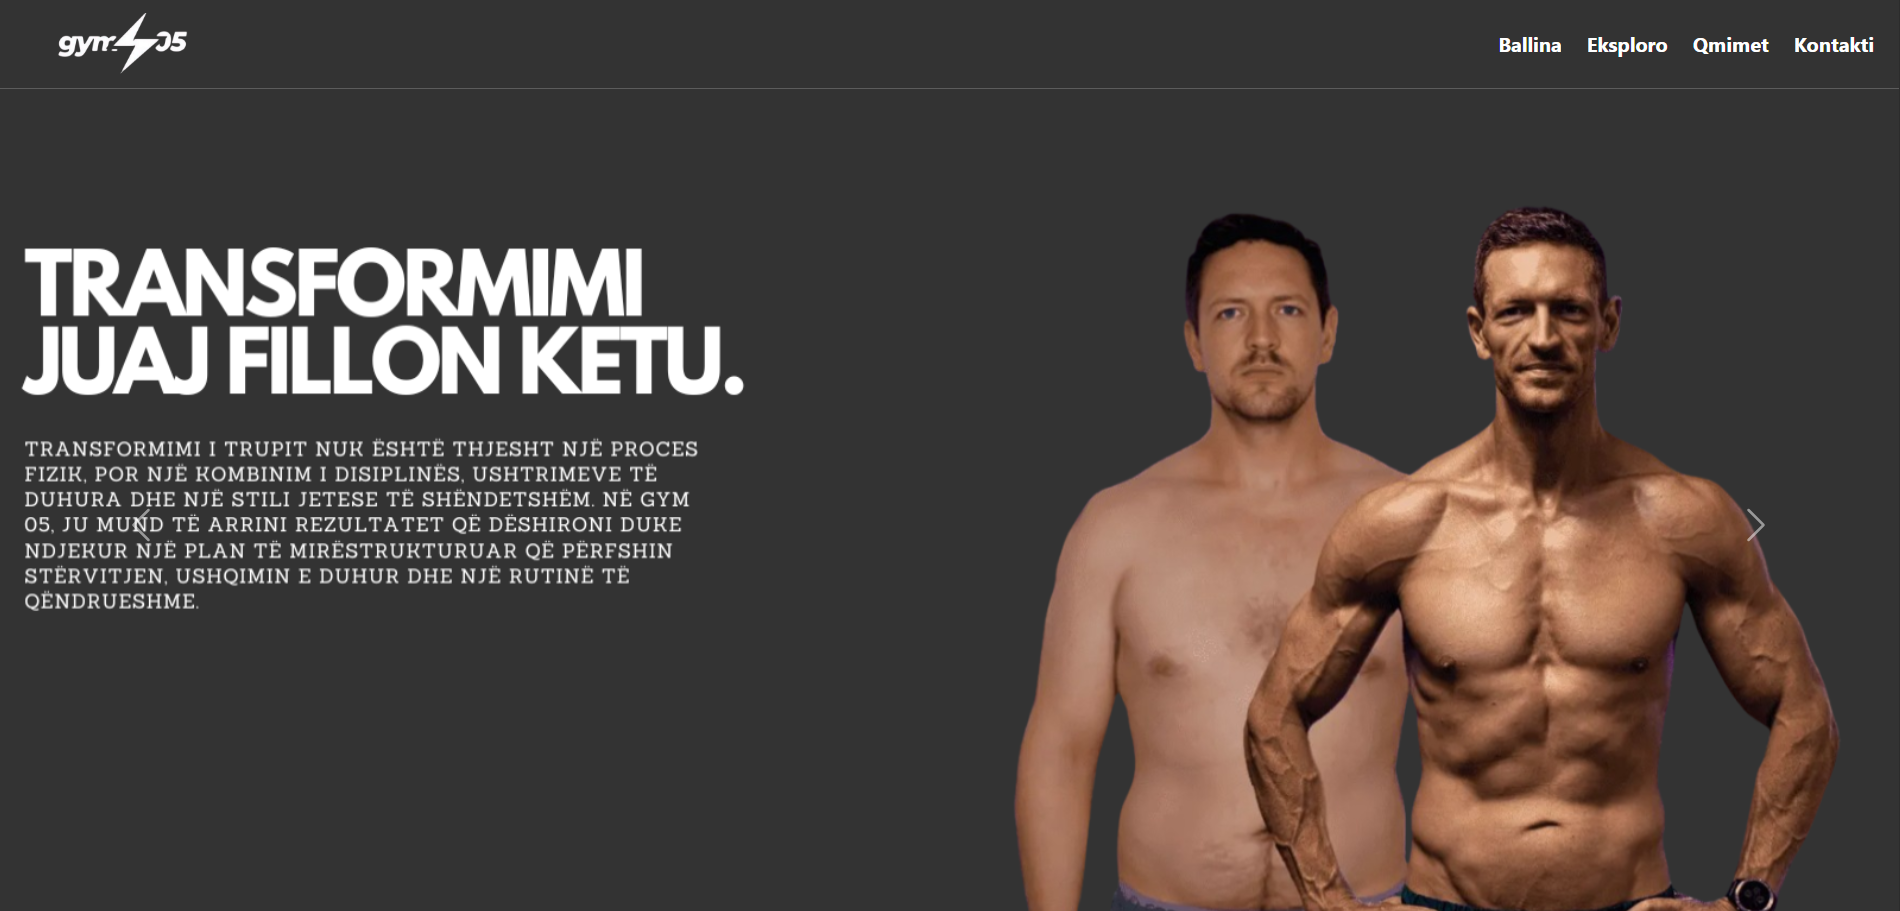 gym 05
Ballina Eksploro Qmimet Kontakti
TRANSFORMIMI
JUAJ FILLON KETU.
TRANSFORMIMI I TRUPIT NUK ËSHTË THJESHT NJË PROCES
FIZIK, POR NJË KOMBINIM I DISIPLINËS, USHTRIMEVE TË
DUHURA DHE NJË STILI JETESE TË SHËNDETSHËM. NË GYM
05, JU MUND TË ARRINI REZULTATET QË DËSHIRONI DUKE
NDJEKUR NJË PLAN TË MIRËSTRUKTURUAR QË PËRFSHIN
STËRVITJEN, USHQIMIN E DUHUR DHE NJË RUTINË TË
QËNDRUESHME.